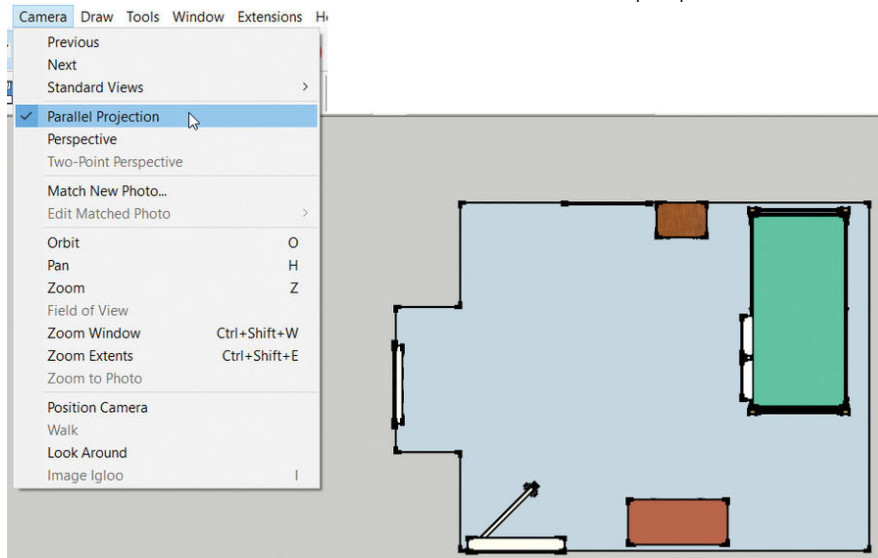 Camera Draw Tools Window Extensions
Previous
Next
Standard Views
Parallel Projection
Perspective
Two-Point Perspective
Match New Photo...
Edit Matched Photo
Orbit O
Pan H
Zoom Z
Field of View
Zoom Window Ctrl+Shift+W
Zoom Extents Ctrl+Shift+E
Zoom to Photo
Position Camera
Walk
Look Around
Image Igloo I